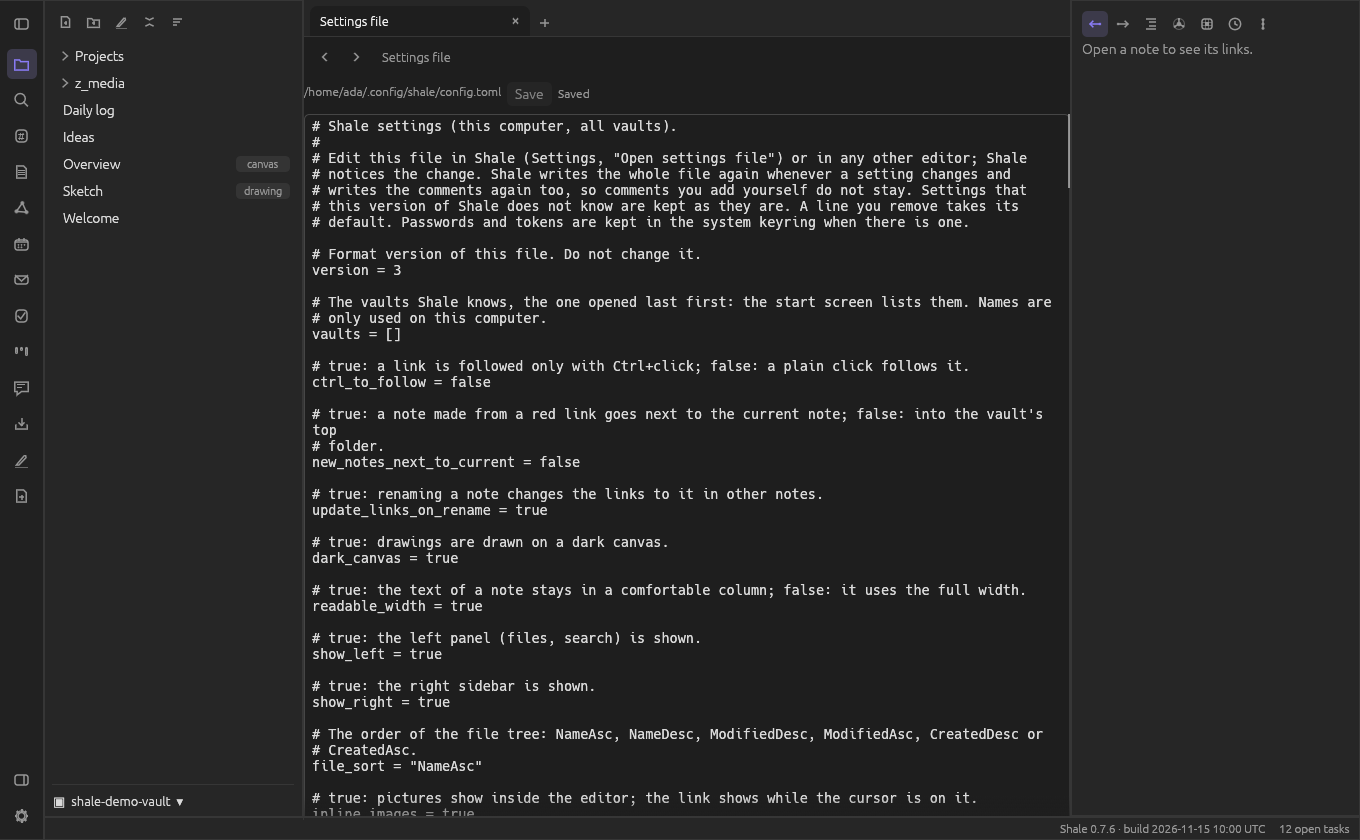 Settings file
Settings file
Projects
z_media
Daily log
Ideas
Overview
canvas
Sketch
drawing
Welcome
shale-demo-vault
/home/ada/.config/shale/config.toml
Save
Saved
# Shale settings (this computer, all vaults).
#
# Edit this file in Shale (Settings, "Open settings file") or in any other editor; Shale
# notices the change. Shale writes the whole file again whenever a setting changes and
# writes the comments again too, so comments you add yourself do not stay. Settings that
# this version of Shale does not know are kept as they are. A line you remove takes its
# default. Passwords and tokens are kept in the system keyring when there is one.
# Format version of this file. Do not change it.
version = 3
# The vaults Shale knows, the one opened last first: the start screen lists them. Names are
# only used on this computer.
vaults = []
# true: a link is followed only with Ctrl+click; false: a plain click follows it.
ctrl_to_follow = false
# true: a note made from a red link goes next to the current note; false: into the vault's
top
# folder.
new_notes_next_to_current = false
# true: renaming a note changes the links to it in other notes.
update_links_on_rename = true
# true: drawings are drawn on a dark canvas.
dark_canvas = true
# true: the text of a note stays in a comfortable column; false: it uses the full width.
readable_width = true
# true: the left panel (files, search) is shown.
show_left = true
# true: the right sidebar is shown.
show_right = true
# The order of the file tree: NameAsc, NameDesc, ModifiedDesc, ModifiedAsc, CreatedDesc or
# CreatedAsc.
file_sort = "NameAsc"
# true: pictures show inside the editor; the link shows while the cursor is on it.
inline_images = true
Open a note to see its links.
Shale 0.7.6 · build 2026-11-15 10:00 UTC
12 open tasks